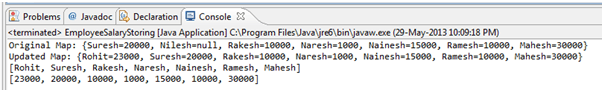 Problems @ Javadoc Declaration Console
<terminated> EmployeeSalaryStoring [Java Application] C:\Program Files\Java\jre6\bin\javaw.exe (29-May-2013 10:09:18 PM)
Original Map: {Suresh=20000, Nilesh=null, Rakesh=10000, Naresh=1000, Nainesh=15000, Ramesh=10000, Mahesh=30000}
Updated Map: {Rohit=23000, Suresh=20000, Rakesh=10000, Naresh=1000, Nainesh=15000, Ramesh=10000, Mahesh=30000}
[Rohit, Suresh, Rakesh, Naresh, Nainesh, Ramesh, Mahesh]
[23000, 20000, 10000, 1000, 15000, 10000, 30000]